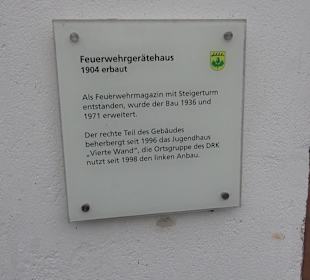 Feuerwehrgerätehaus
1904 erbaut
Als Feuerwehrmagazin mit Steigerturm
entstanden, wurde der Bau 1936 und
1971 erweitert.
Der rechte Teil des Gebäudes
beherbergt seit 1996 das Jugendhaus
„Vierte Wand“, die Ortsgruppe des DRK
nutzt seit 1998 den linken Anbau.